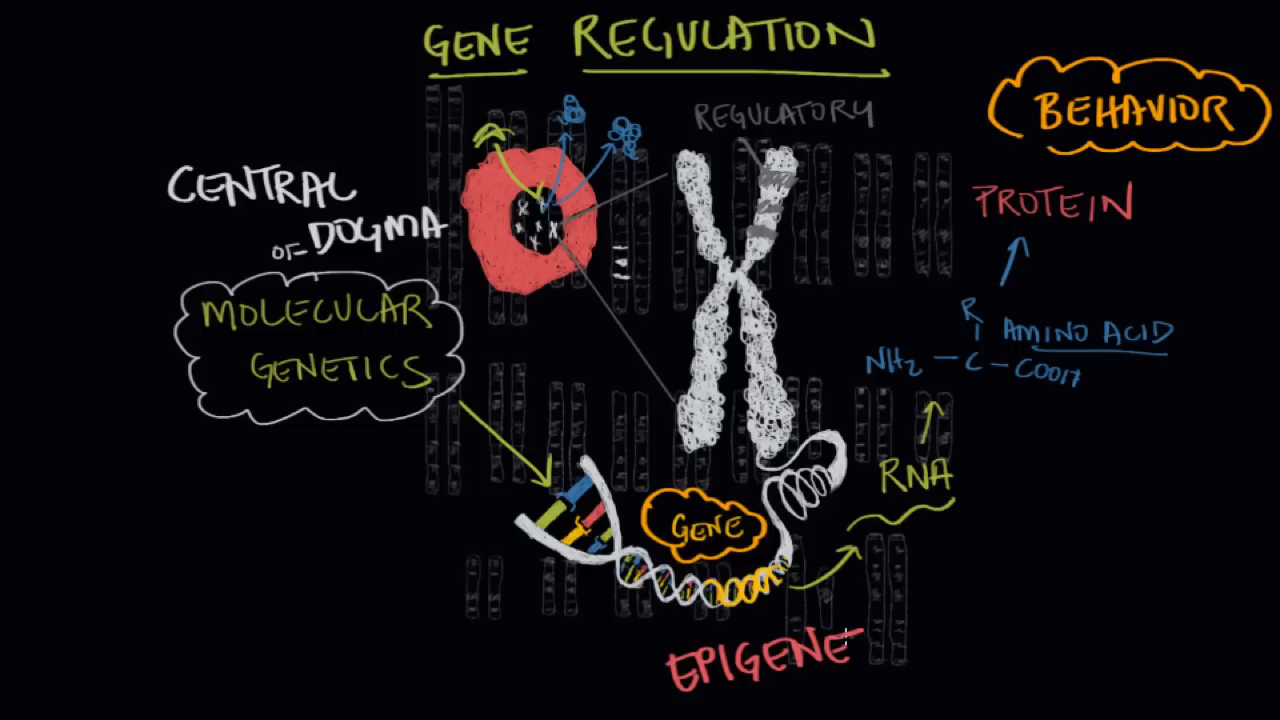 GENE REGULATION
REGULATORY
BEHAVIOR
CENTRAL
OF DOGMA
PROTEIN
MOLECULAR
GENETICS
R
AMINO ACID
NH2 – C – COOH
RNA
GENE
EPIGENE